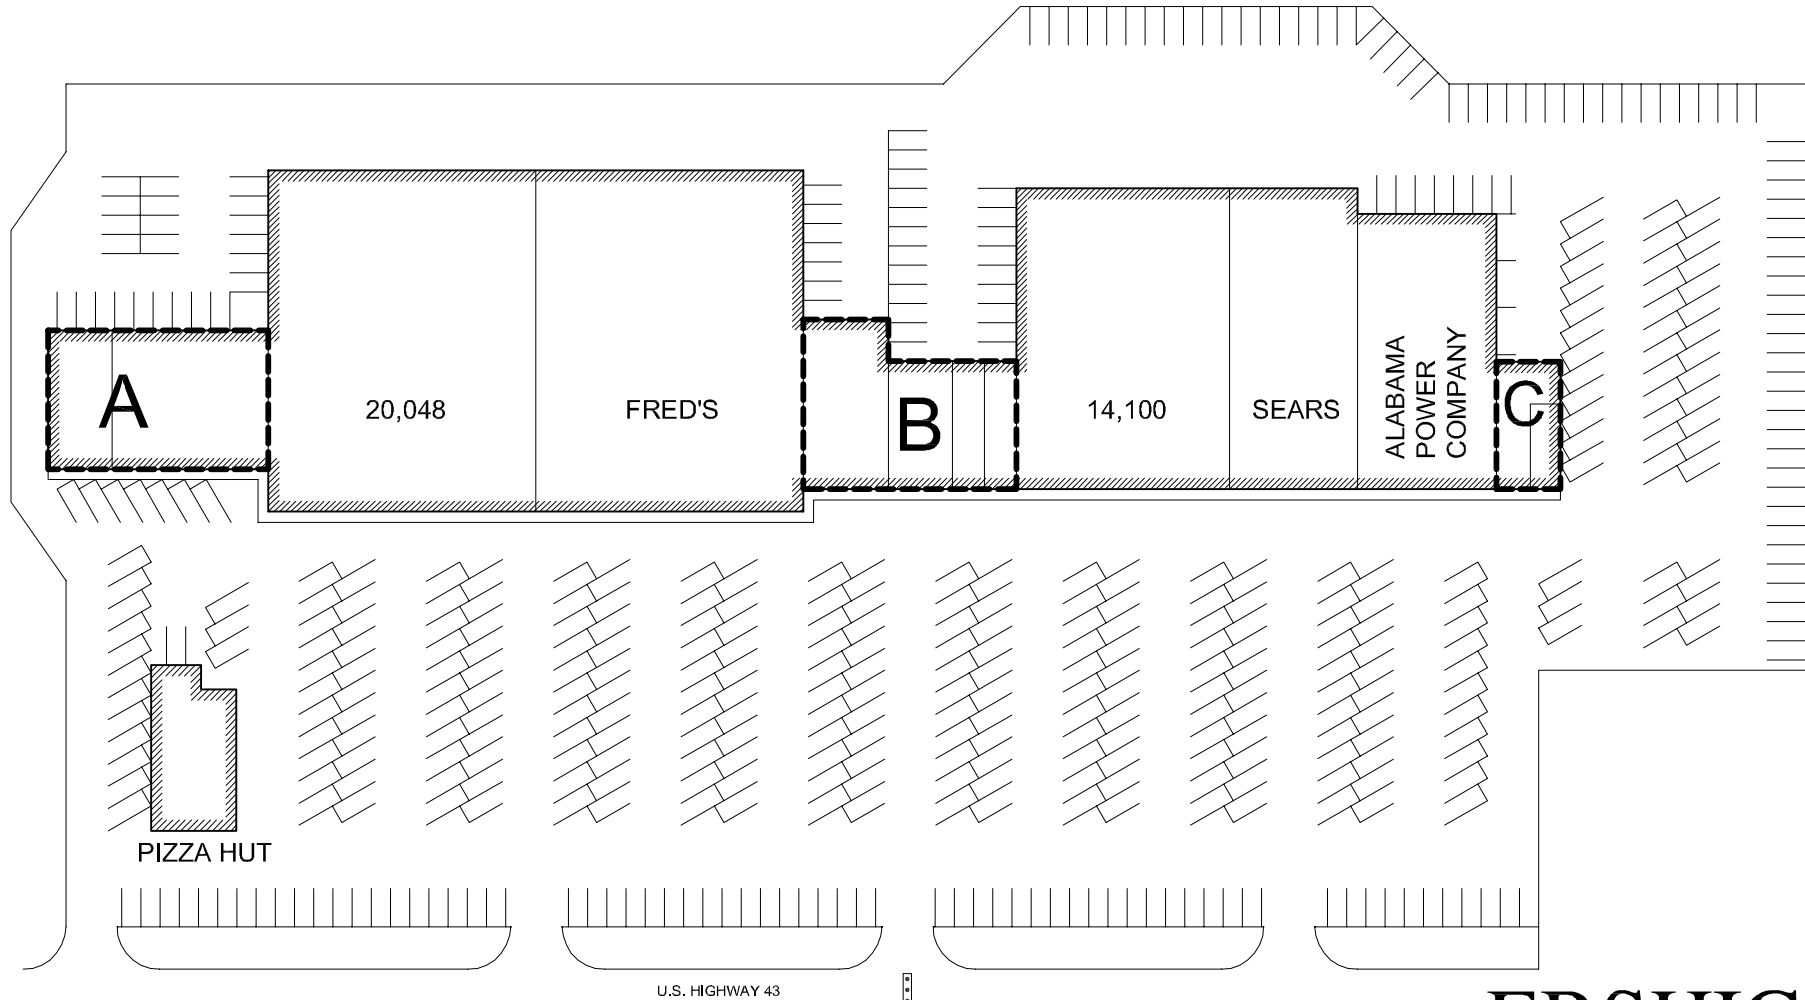 A
20,048
FRED'S
B
14,100
SEARS
ALABAMA
POWER
COMPANY
C
PIZZA HUT
U.S. HIGHWAY 43